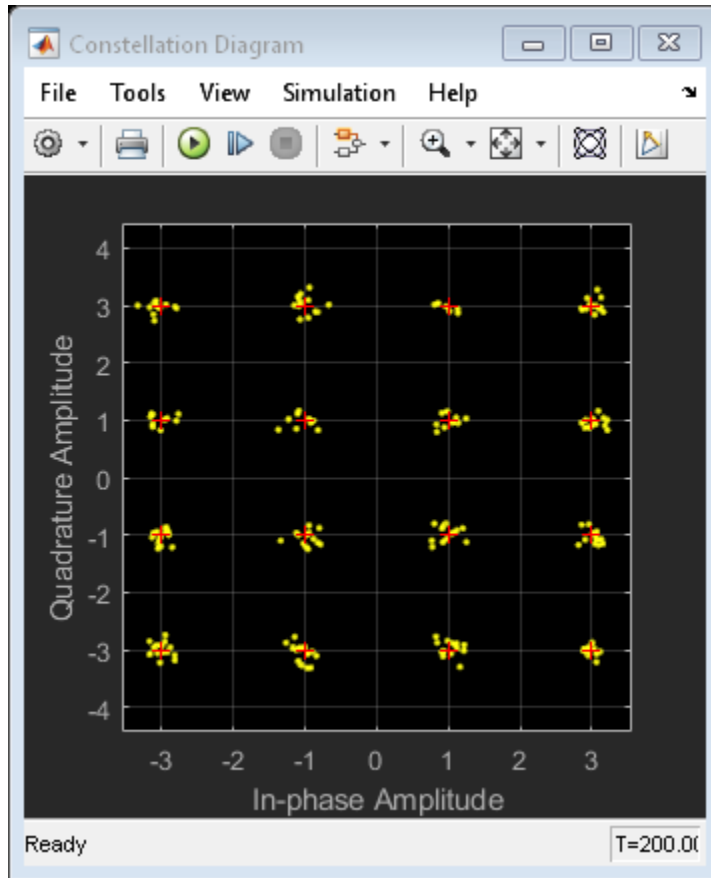 Constellation Diagram
File Tools View Simulation Help
4
3
2
1
0
-1
-2
-3
-4
Quadrature Amplitude
-3 -2 -1 0 1 2 3
In-phase Amplitude
Ready T=200.00